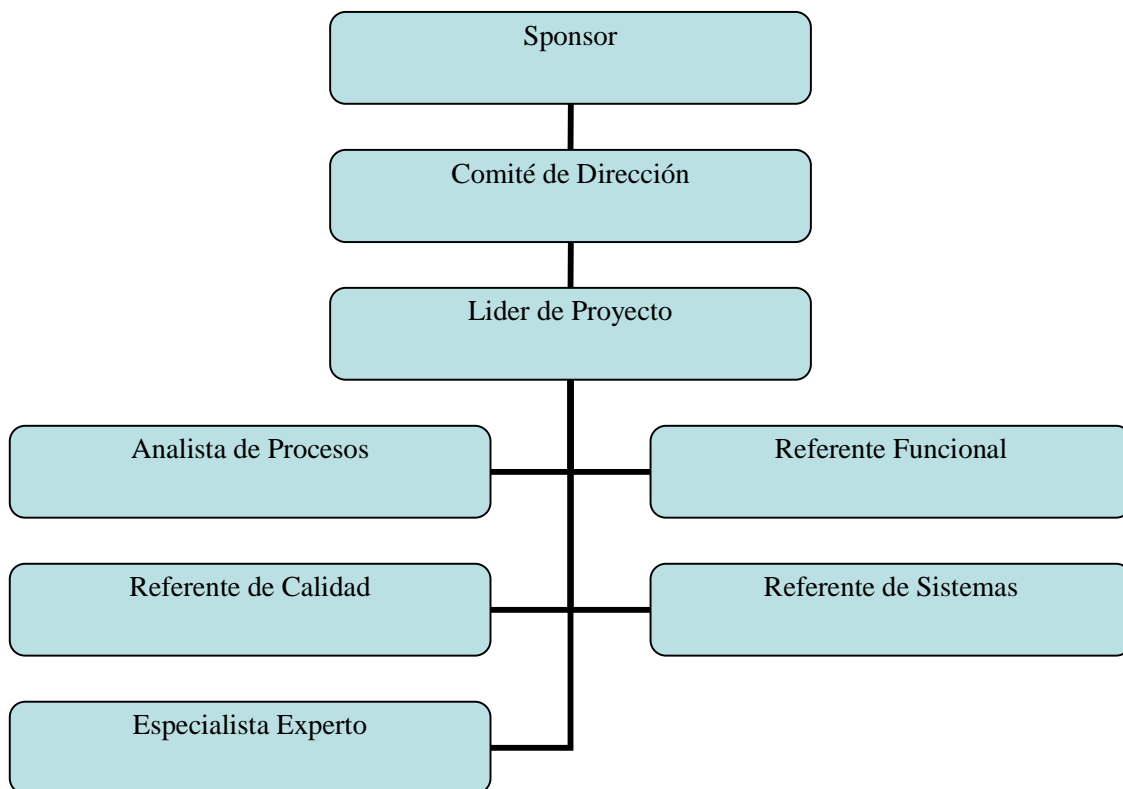 Sponsor
Comité de Dirección
Lider de Proyecto
Analista de Procesos
Referente Funcional
Referente de Calidad
Referente de Sistemas
Especialista Experto